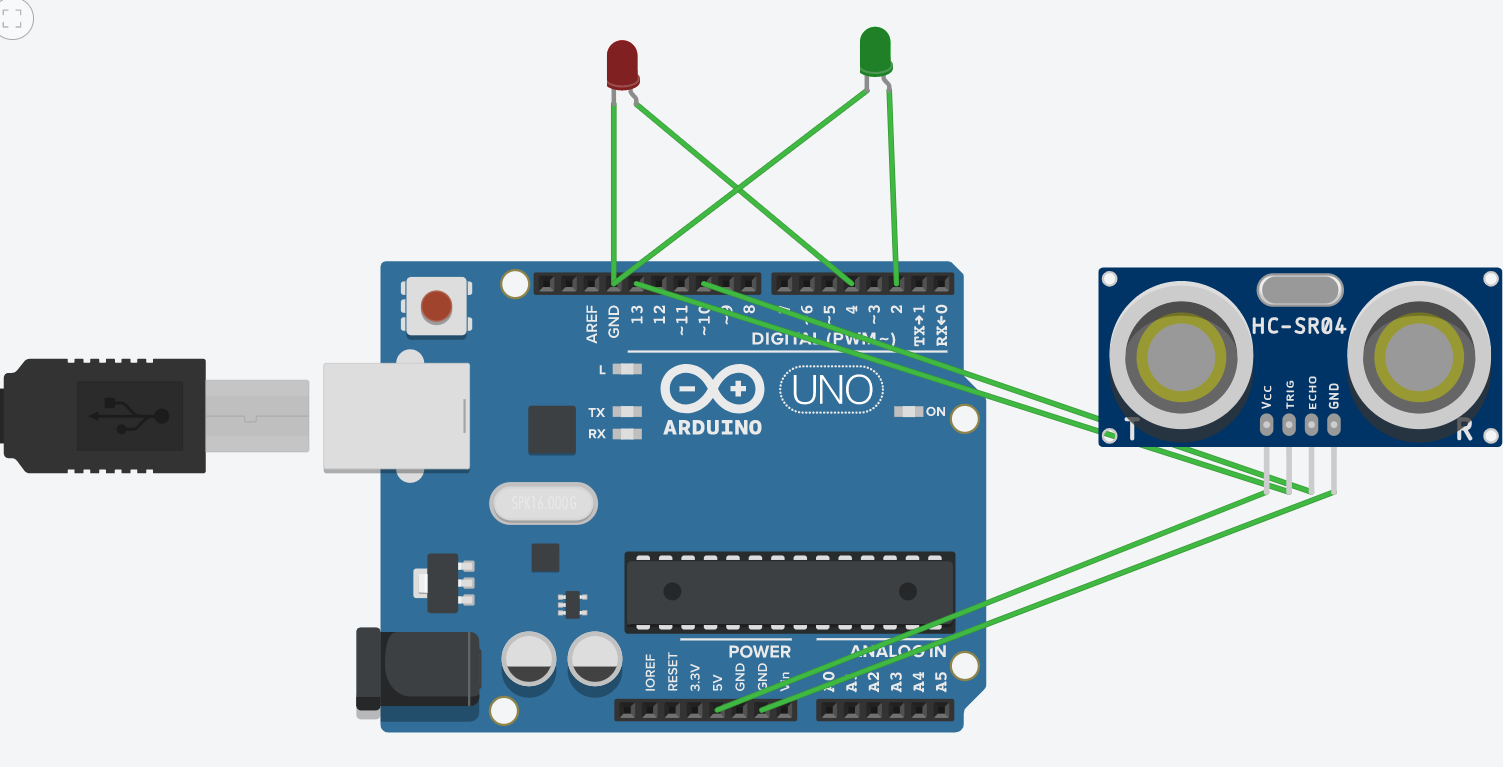 AREF
GND
13
12
~11
~10
~9
8
7
~6
~5
4
~3
2
TX→1
RX←0
DIGITAL (PWM~)
L
TX
RX
ARDUINO
UNO
ON
SPK16.000G
HC-SR04
Vcc
TRIG
ECHO
GND
T
R
POWER
ANALOG IN
IOREF
RESET
3.3V
5V
GND
GND
Vin
A0
A1
A2
A3
A4
A5